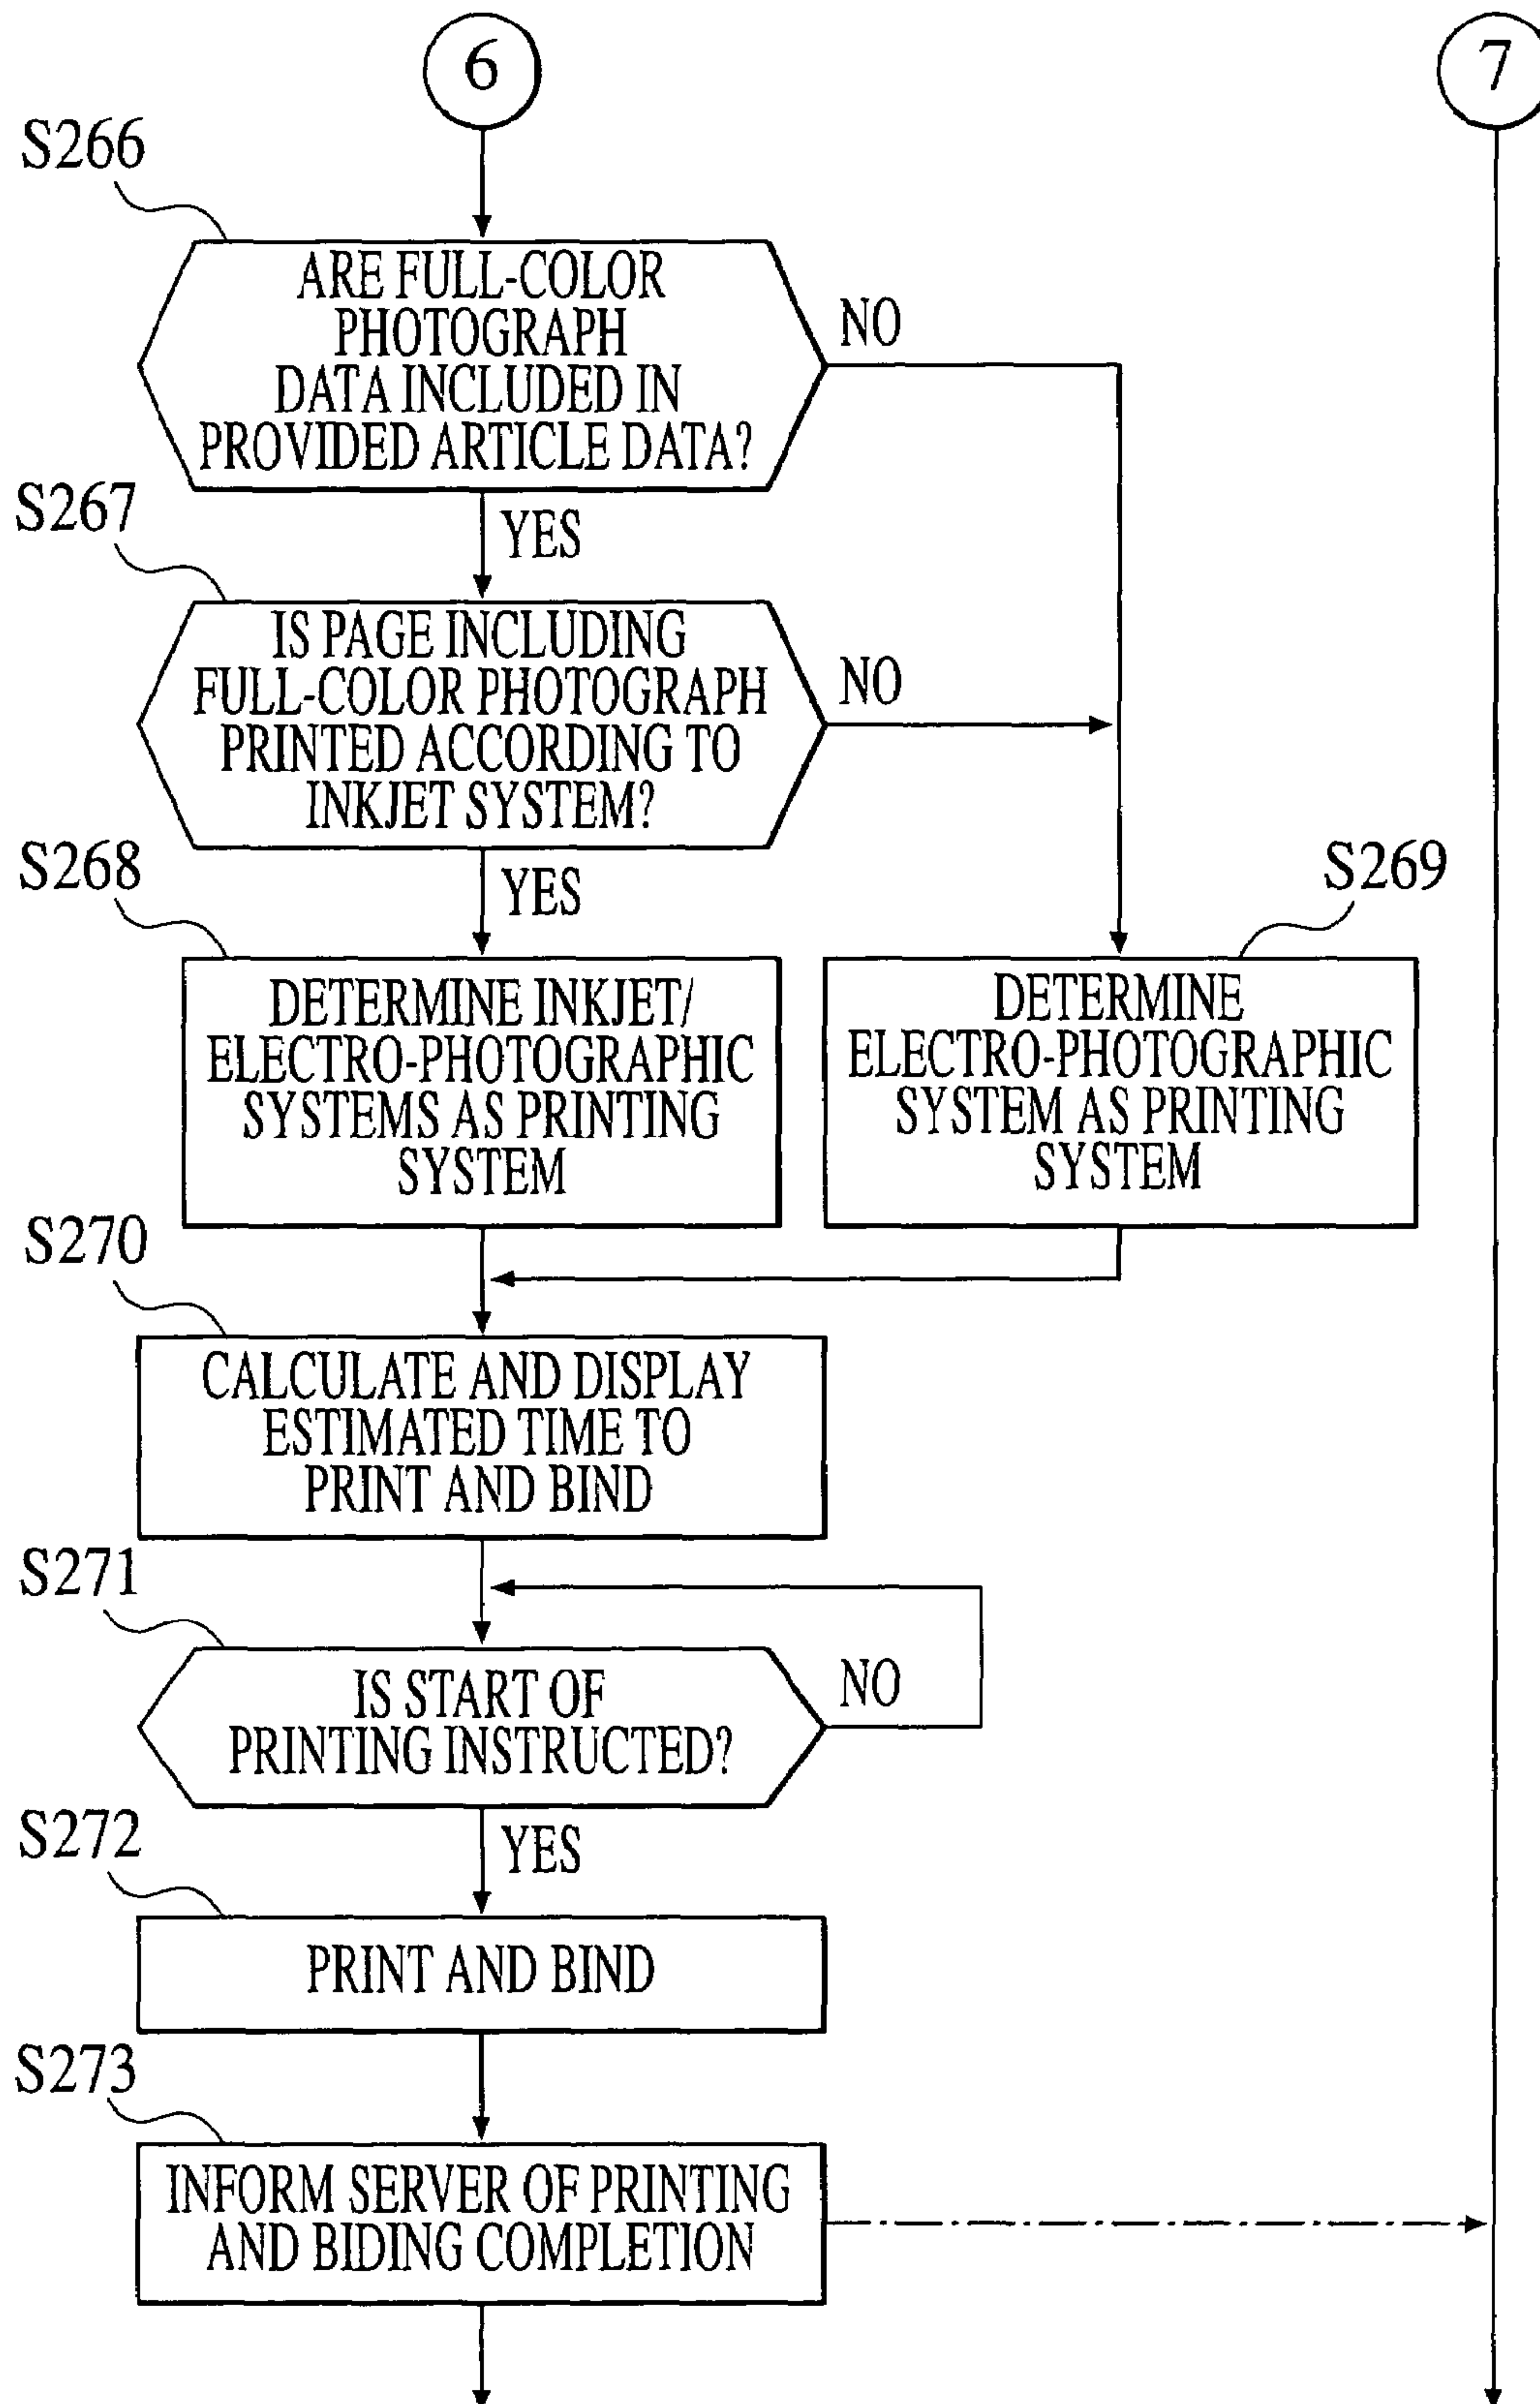 6
7
S266
ARE FULL-COLOR
PHOTOGRAPH
DATA INCLUDED IN
PROVIDED ARTICLE DATA?
NO
YES
S267
IS PAGE INCLUDING
FULL-COLOR PHOTOGRAPH
PRINTED ACCORDING TO
INKJET SYSTEM?
NO
YES
S268
DETERMINE INKJET/
ELECTRO-PHOTOGRAPHIC
SYSTEMS AS PRINTING
SYSTEM
S269
DETERMINE
ELECTRO-PHOTOGRAPHIC
SYSTEM AS PRINTING
SYSTEM
S270
CALCULATE AND DISPLAY
ESTIMATED TIME TO
PRINT AND BIND
S271
IS START OF
PRINTING INSTRUCTED?
NO
YES
S272
PRINT AND BIND
S273
INFORM SERVER OF PRINTING
AND BIDING COMPLETION